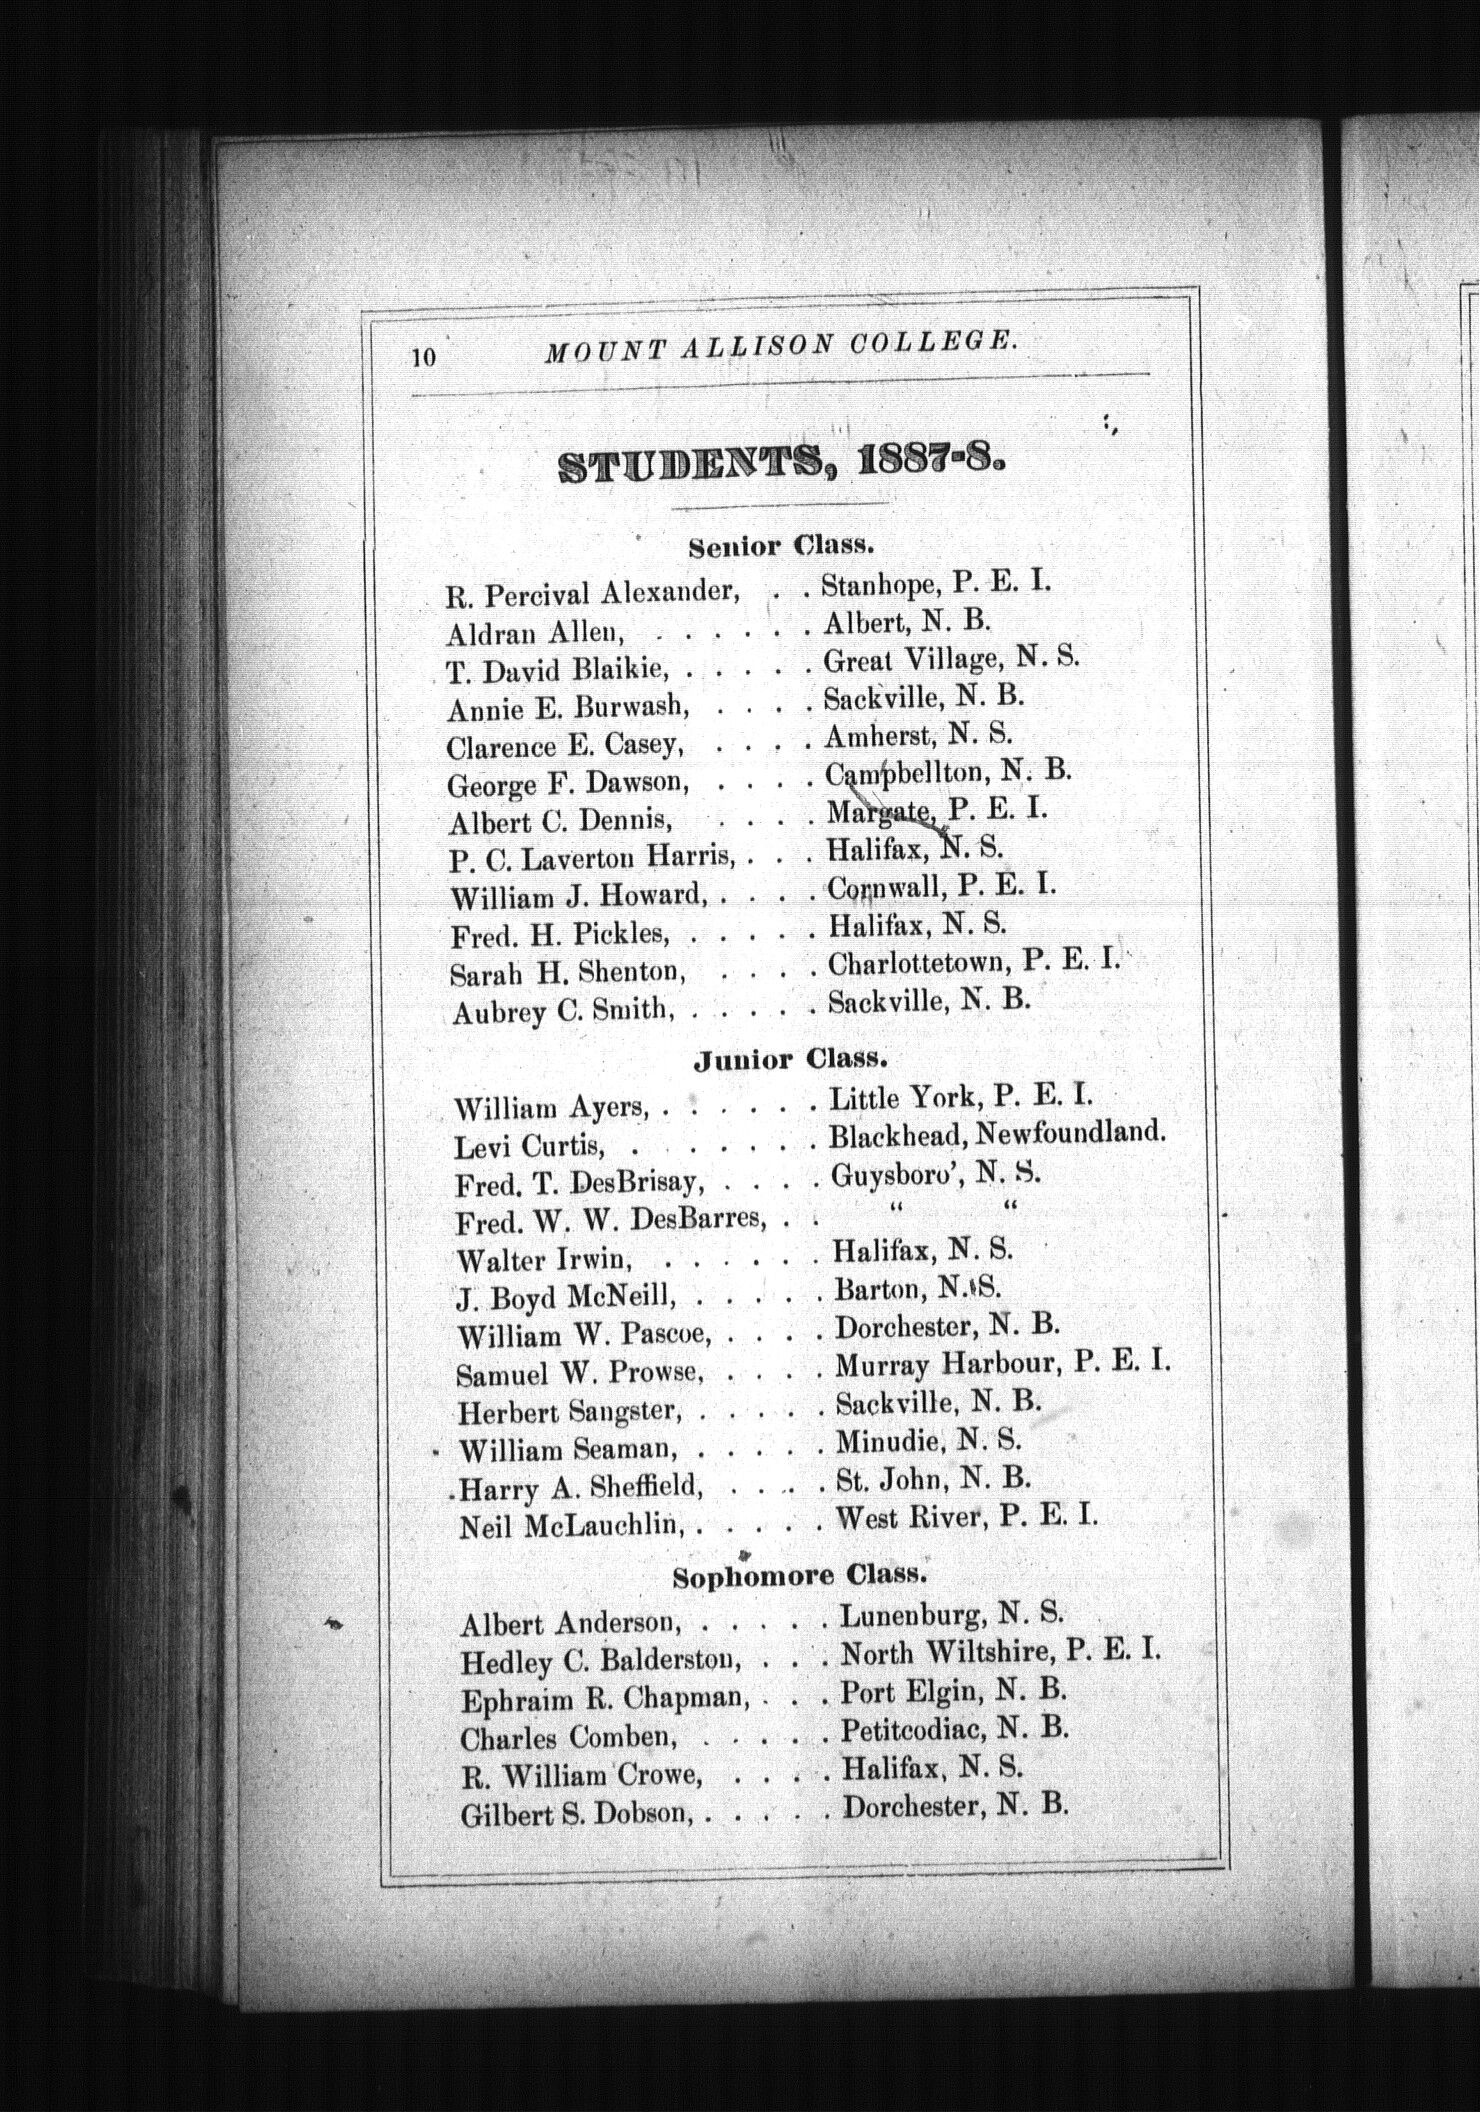 10 MOUNT ALLISON COLLEGE.
STUDENTS, 1887-8.
Senior Class.
R. Percival Alexander, . . Stanhope, P. E. I.
Aldran Allen, . . . . . . Albert, N. B.
T. David Blaikie, . . . . . Great Village, N. S.
Annie E. Burwash, . . . . Sackville, N. B.
Clarence E. Casey, . . . . Amherst, N. S.
George F. Dawson, . . . . Campbellton, N. B.
Albert C. Dennis, . . . . Margate, P. E. I.
P. C. Laverton Harris, . . . Halifax, N. S.
William J. Howard, . . . . Cornwall, P. E. I.
Fred. H. Pickles, . . . . . Halifax, N. S.
Sarah H. Shenton, . . . . Charlottetown, P. E. I.
Aubrey C. Smith, . . . . . Sackville, N. B.
Junior Class.
William Ayers, . . . . . . Little York, P. E. I.
Levi Curtis, . . . . . . Blackhead, Newfoundland.
Fred. T. DesBrisay, . . . . Guysboro', N. S.
Fred. W. W. DesBarres, . . “ “
Walter Irwin, . . . . . . Halifax, N. S.
J. Boyd McNeill, . . . . . Barton, N. S.
William W. Pascoe, . . . . Dorchester, N. B.
Samuel W. Prowse, . . . . Murray Harbour, P. E. I.
Herbert Sangster, . . . . . Sackville, N. B.
William Seaman, . . . . . Minudie, N. S.
Harry A. Sheffield, . . . . St. John, N. B.
Neil McLauchlin, . . . . . West River, P. E. I.
Sophomore Class.
Albert Anderson, . . . . . Lunenburg, N. S.
Hedley C. Balderston, . . . North Wiltshire, P. E. I.
Ephraim R. Chapman, . . . Port Elgin, N. B.
Charles Comben, . . . . . Petitcodiac, N. B.
R. William Crowe, . . . . Halifax, N. S.
Gilbert S. Dobson, . . . . . Dorchester, N. B.